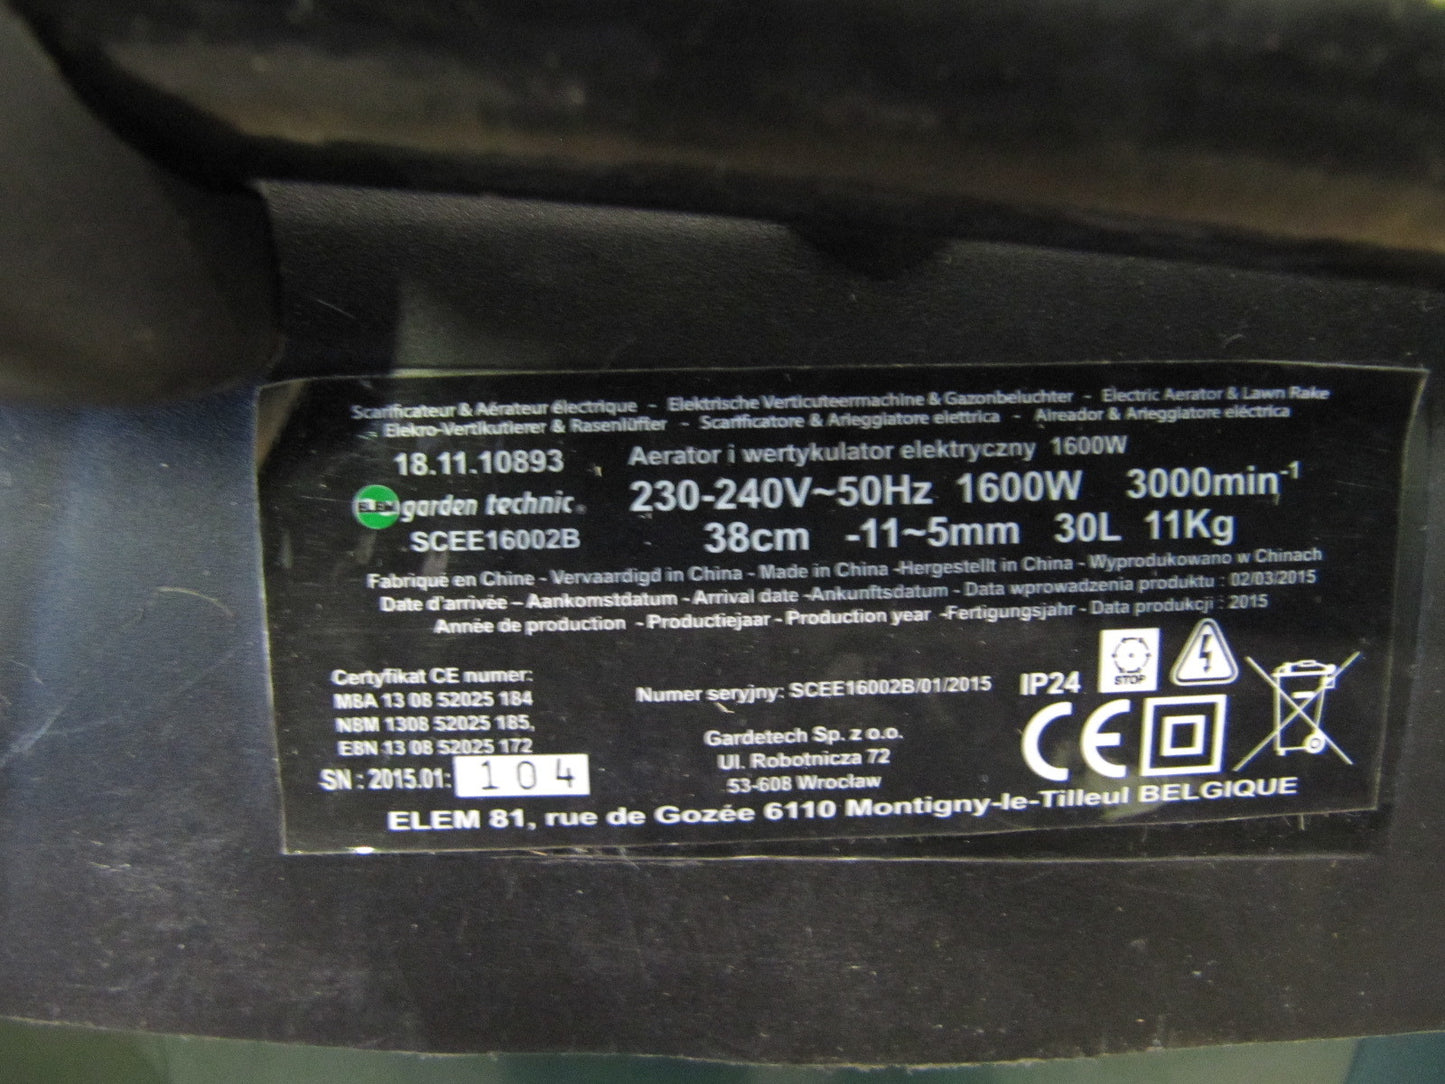 Scarificateur & Aérateur électrique - Elektrische Verticuteermachine & Gazonbeluchter - Electric Aerator & Lawn Rake
Elekro-Vertikutierer & Rasenlüfter - Scarificatore & Arieggiatore elettrica - Aireador & Arieggiatore eléctrica
18.11.10893 Aerator i wertykulator elektryczny 1600W
ELEM garden technic® 230-240V~50Hz 1600W 3000min-1
SCEE16002B 38cm -11~5mm 30L 11Kg
Fabriqué en Chine - Vervaardigd in China - Made in China -Hergestellt in China - Wyprodukowano w Chinach
Date d'arrivée – Aankomstdatum - Arrival date -Ankunftsdatum - Data wprowadzenia produktu : 02/03/2015
Année de production - Productiejaar - Production year -Fertigungsjahr - Data produkcji : 2015
Certyfikat CE numer:
M8A 13 08 52025 184
N8M 1308 52025 185,
E8N 13 08 52025 172
SN : 2015.01: 104
Numer seryjny: SCEE16002B/01/2015
Gardetech Sp. z o.o.
Ul. Robotnicza 72
53-608 Wrocław
IP24
STOP
CE
ELEM 81, rue de Gozée 6110 Montigny-le-Tilleul BELGIQUE